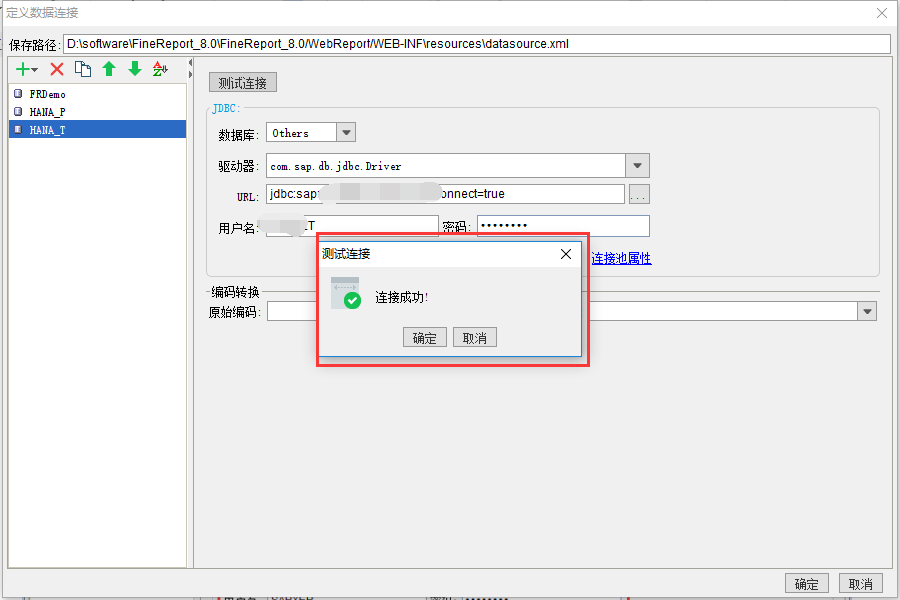 定义数据连接
保存路径: D:\software\FineReport_8.0\FineReport_8.0/WebReport/WEB-INF\resources\datasource.xml
FRDemo
HANA_P
HANA_T
测试连接
JDBC:
数据库: Others
驱动器: com.sap.db.jdbc.Driver
URL: jdbc:sap: onnect=true ...
用户名: LT 密码: ••••••••
连接池属性
编码转换
原始编码:
测试连接
连接成功!
确定 取消
确定 取消